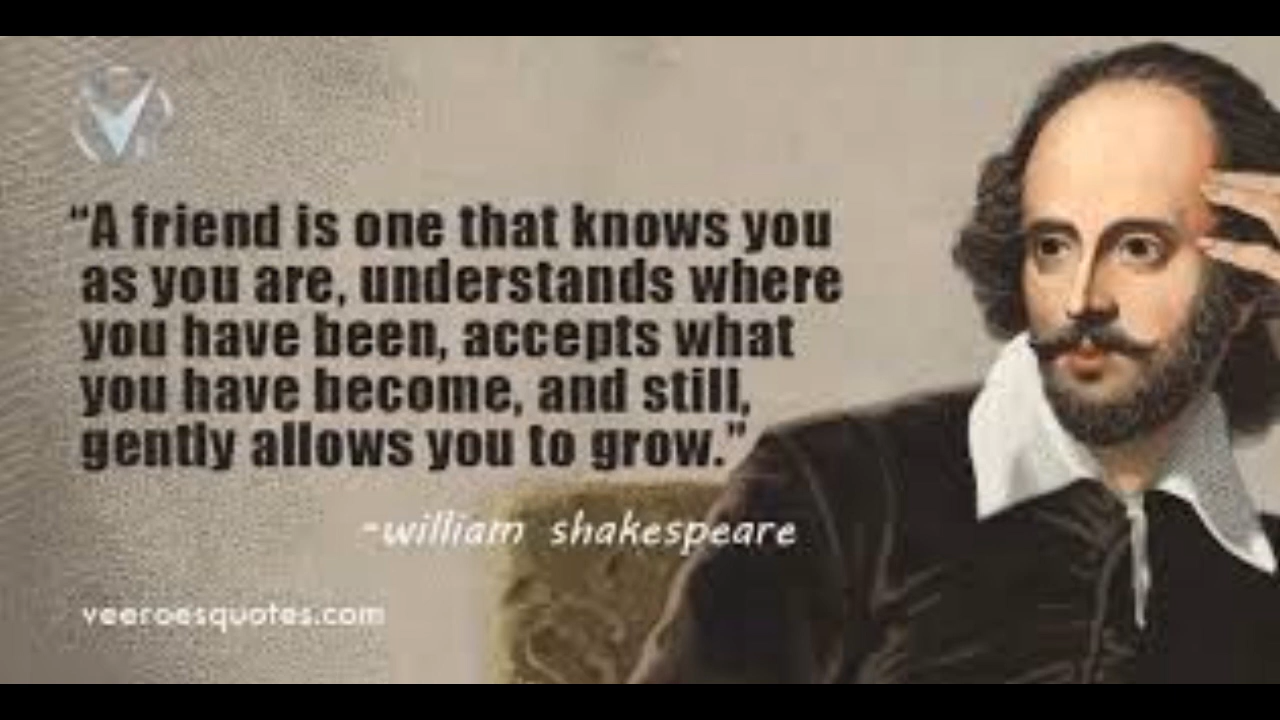 “A friend is one that knows you
as you are, understands where
you have been, accepts what
you have become, and still,
gently allows you to grow.”
-william shakespeare
veeroesquotes.com